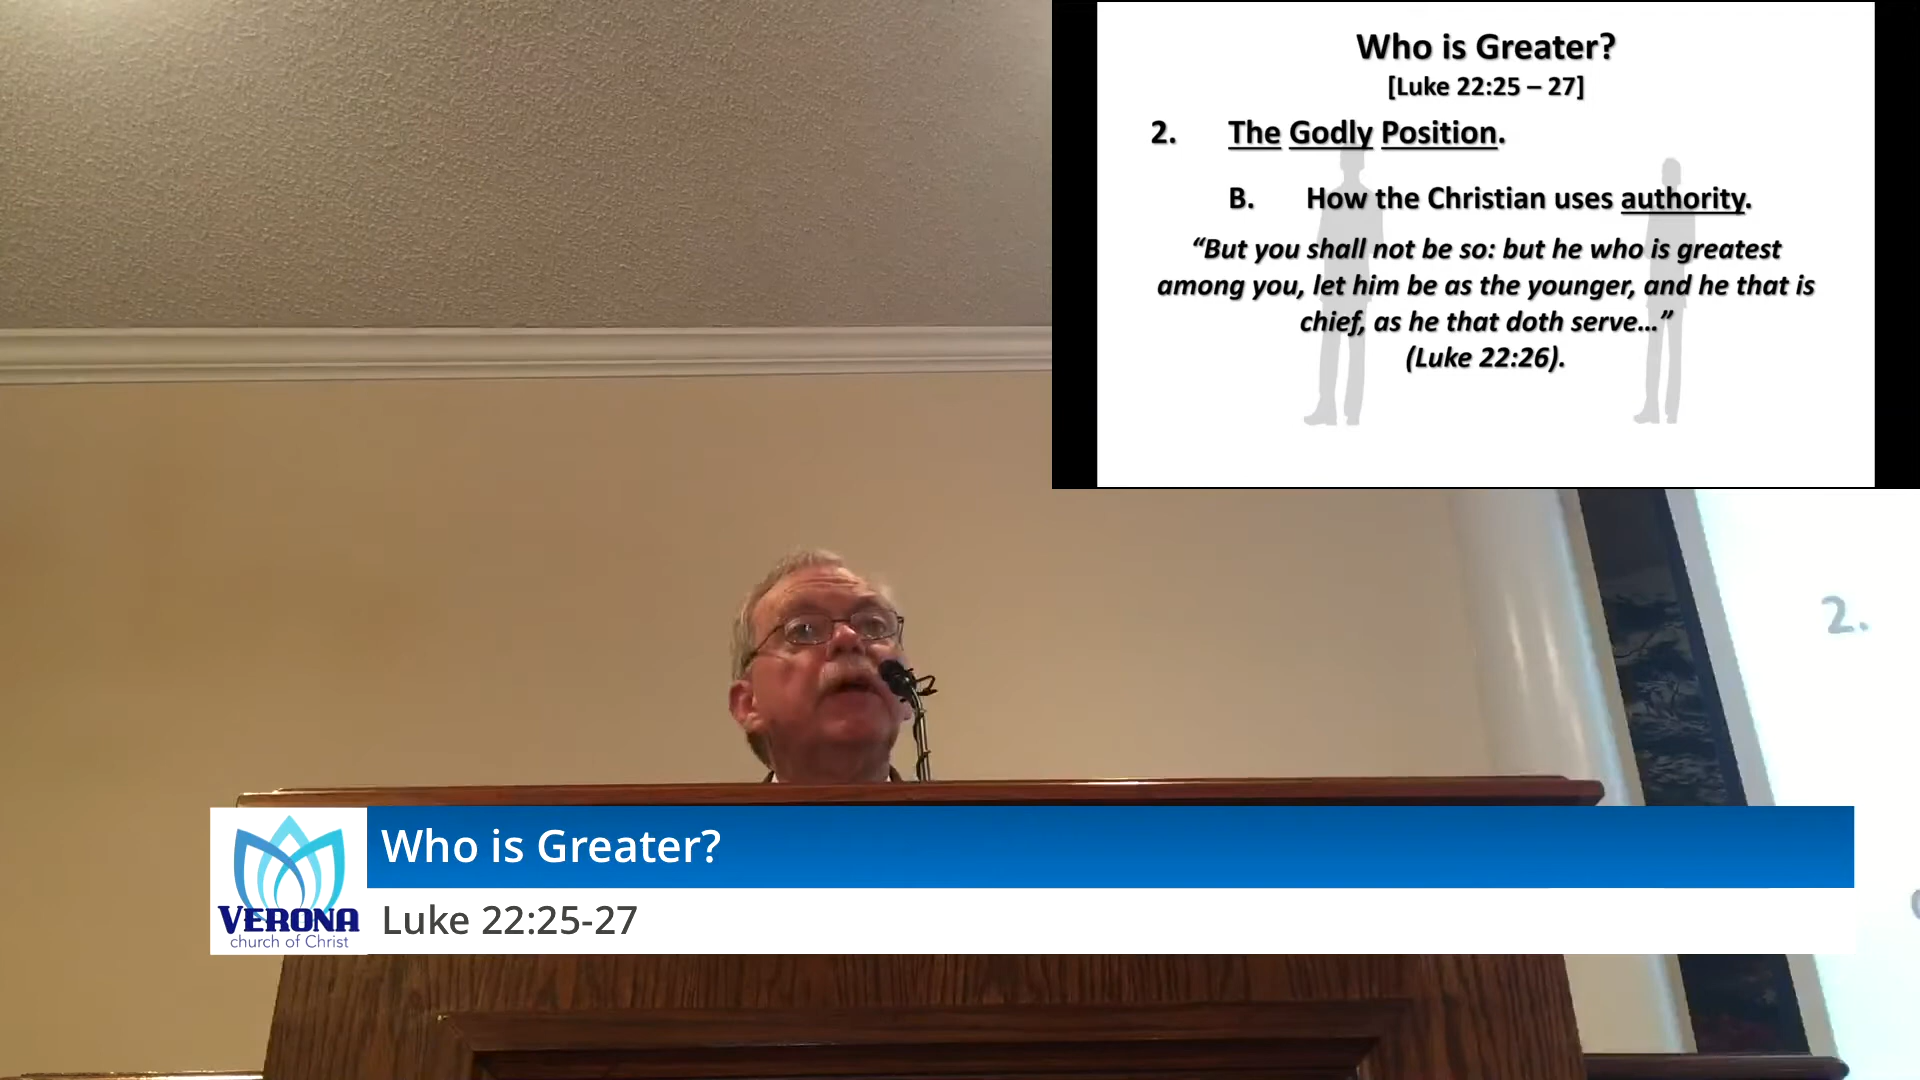 Who is Greater?
[Luke 22:25 – 27]
2. The Godly Position.
B. How the Christian uses authority.
“But you shall not be so: but he who is greatest
among you, let him be as the younger, and he that is
chief, as he that doth serve...”
(Luke 22:26).
2.
Who is Greater?
VERONA
church of Christ
Luke 22:25-27